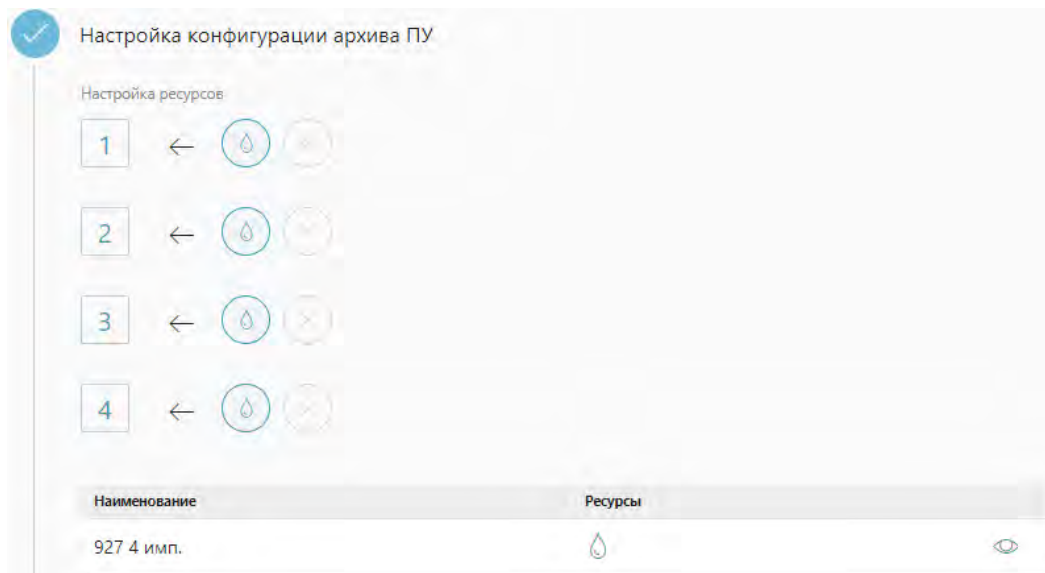 Настройка конфигурации архива ПУ
Настройка ресурсов
1
2
3
4
Наименование Ресурсы
927 4 имп.